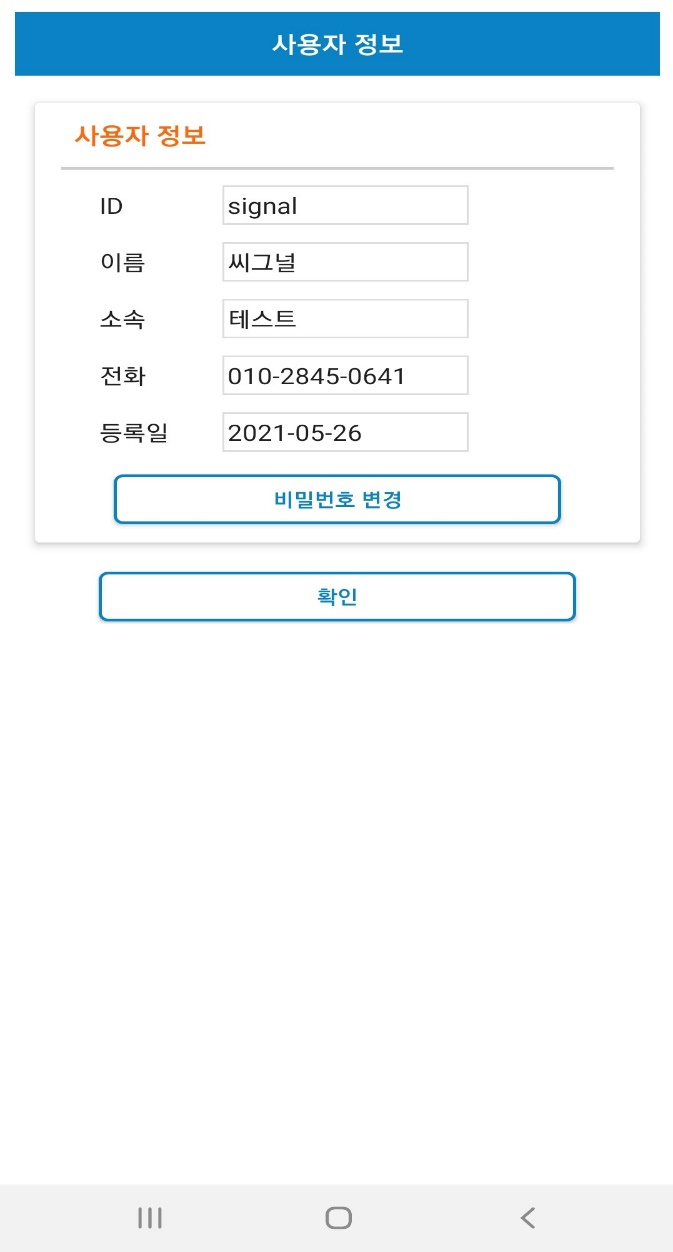 사용자 정보
사용자 정보
ID signal
이름 씨그널
소속 테스트
전화 010-2845-0641
등록일 2021-05-26
비밀번호 변경
확인